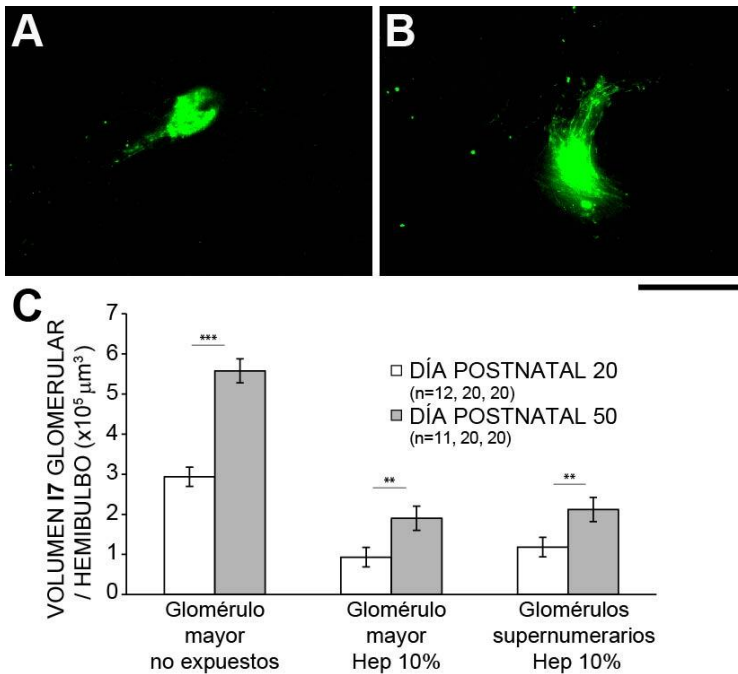 A
B
C
VOLUMEN I7 GLOMERULAR
/ HEMIBULBO (x10⁵ μm³)
7
6
5
4
3
2
1
0
***
**
**
DÍA POSTNATAL 20
(n=12, 20, 20)
DÍA POSTNATAL 50
(n=11, 20, 20)
Glomérulo
mayor
no expuestos
Glomérulo
mayor
Hep 10%
Glomérulos
supernumerarios
Hep 10%